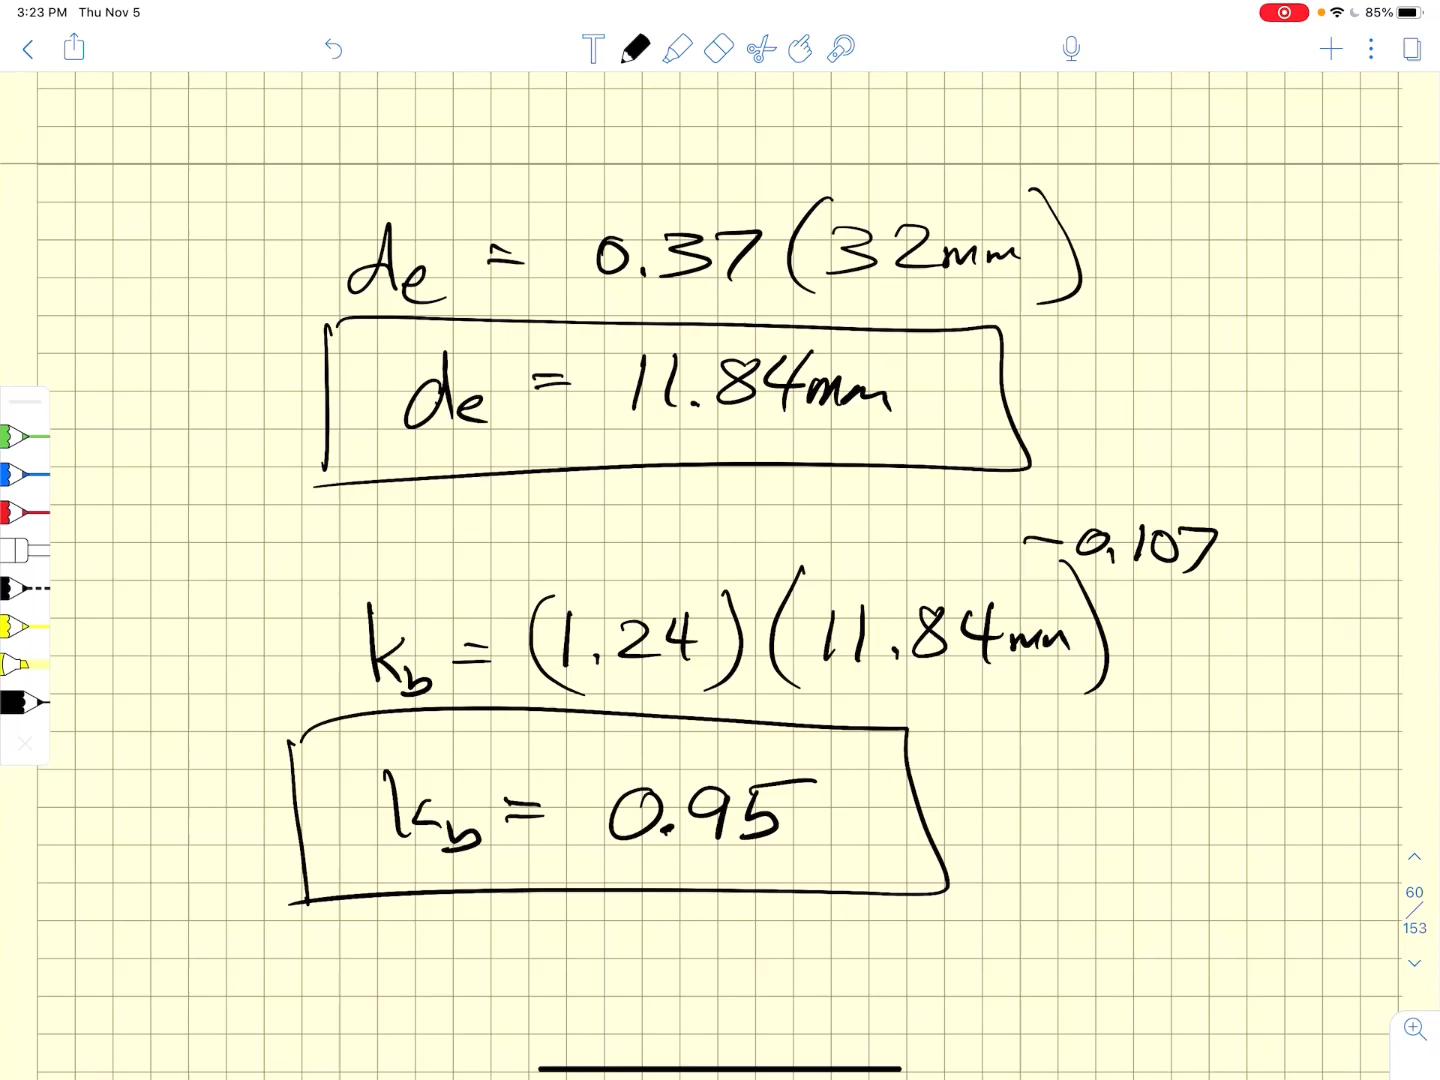 3:23 PM Thu Nov 5
85%
T
de = 0.37 (32mm)
de = 11.84mm
kb = (1.24) (11.84mm)^-0.107
kb = 0.95
60
153